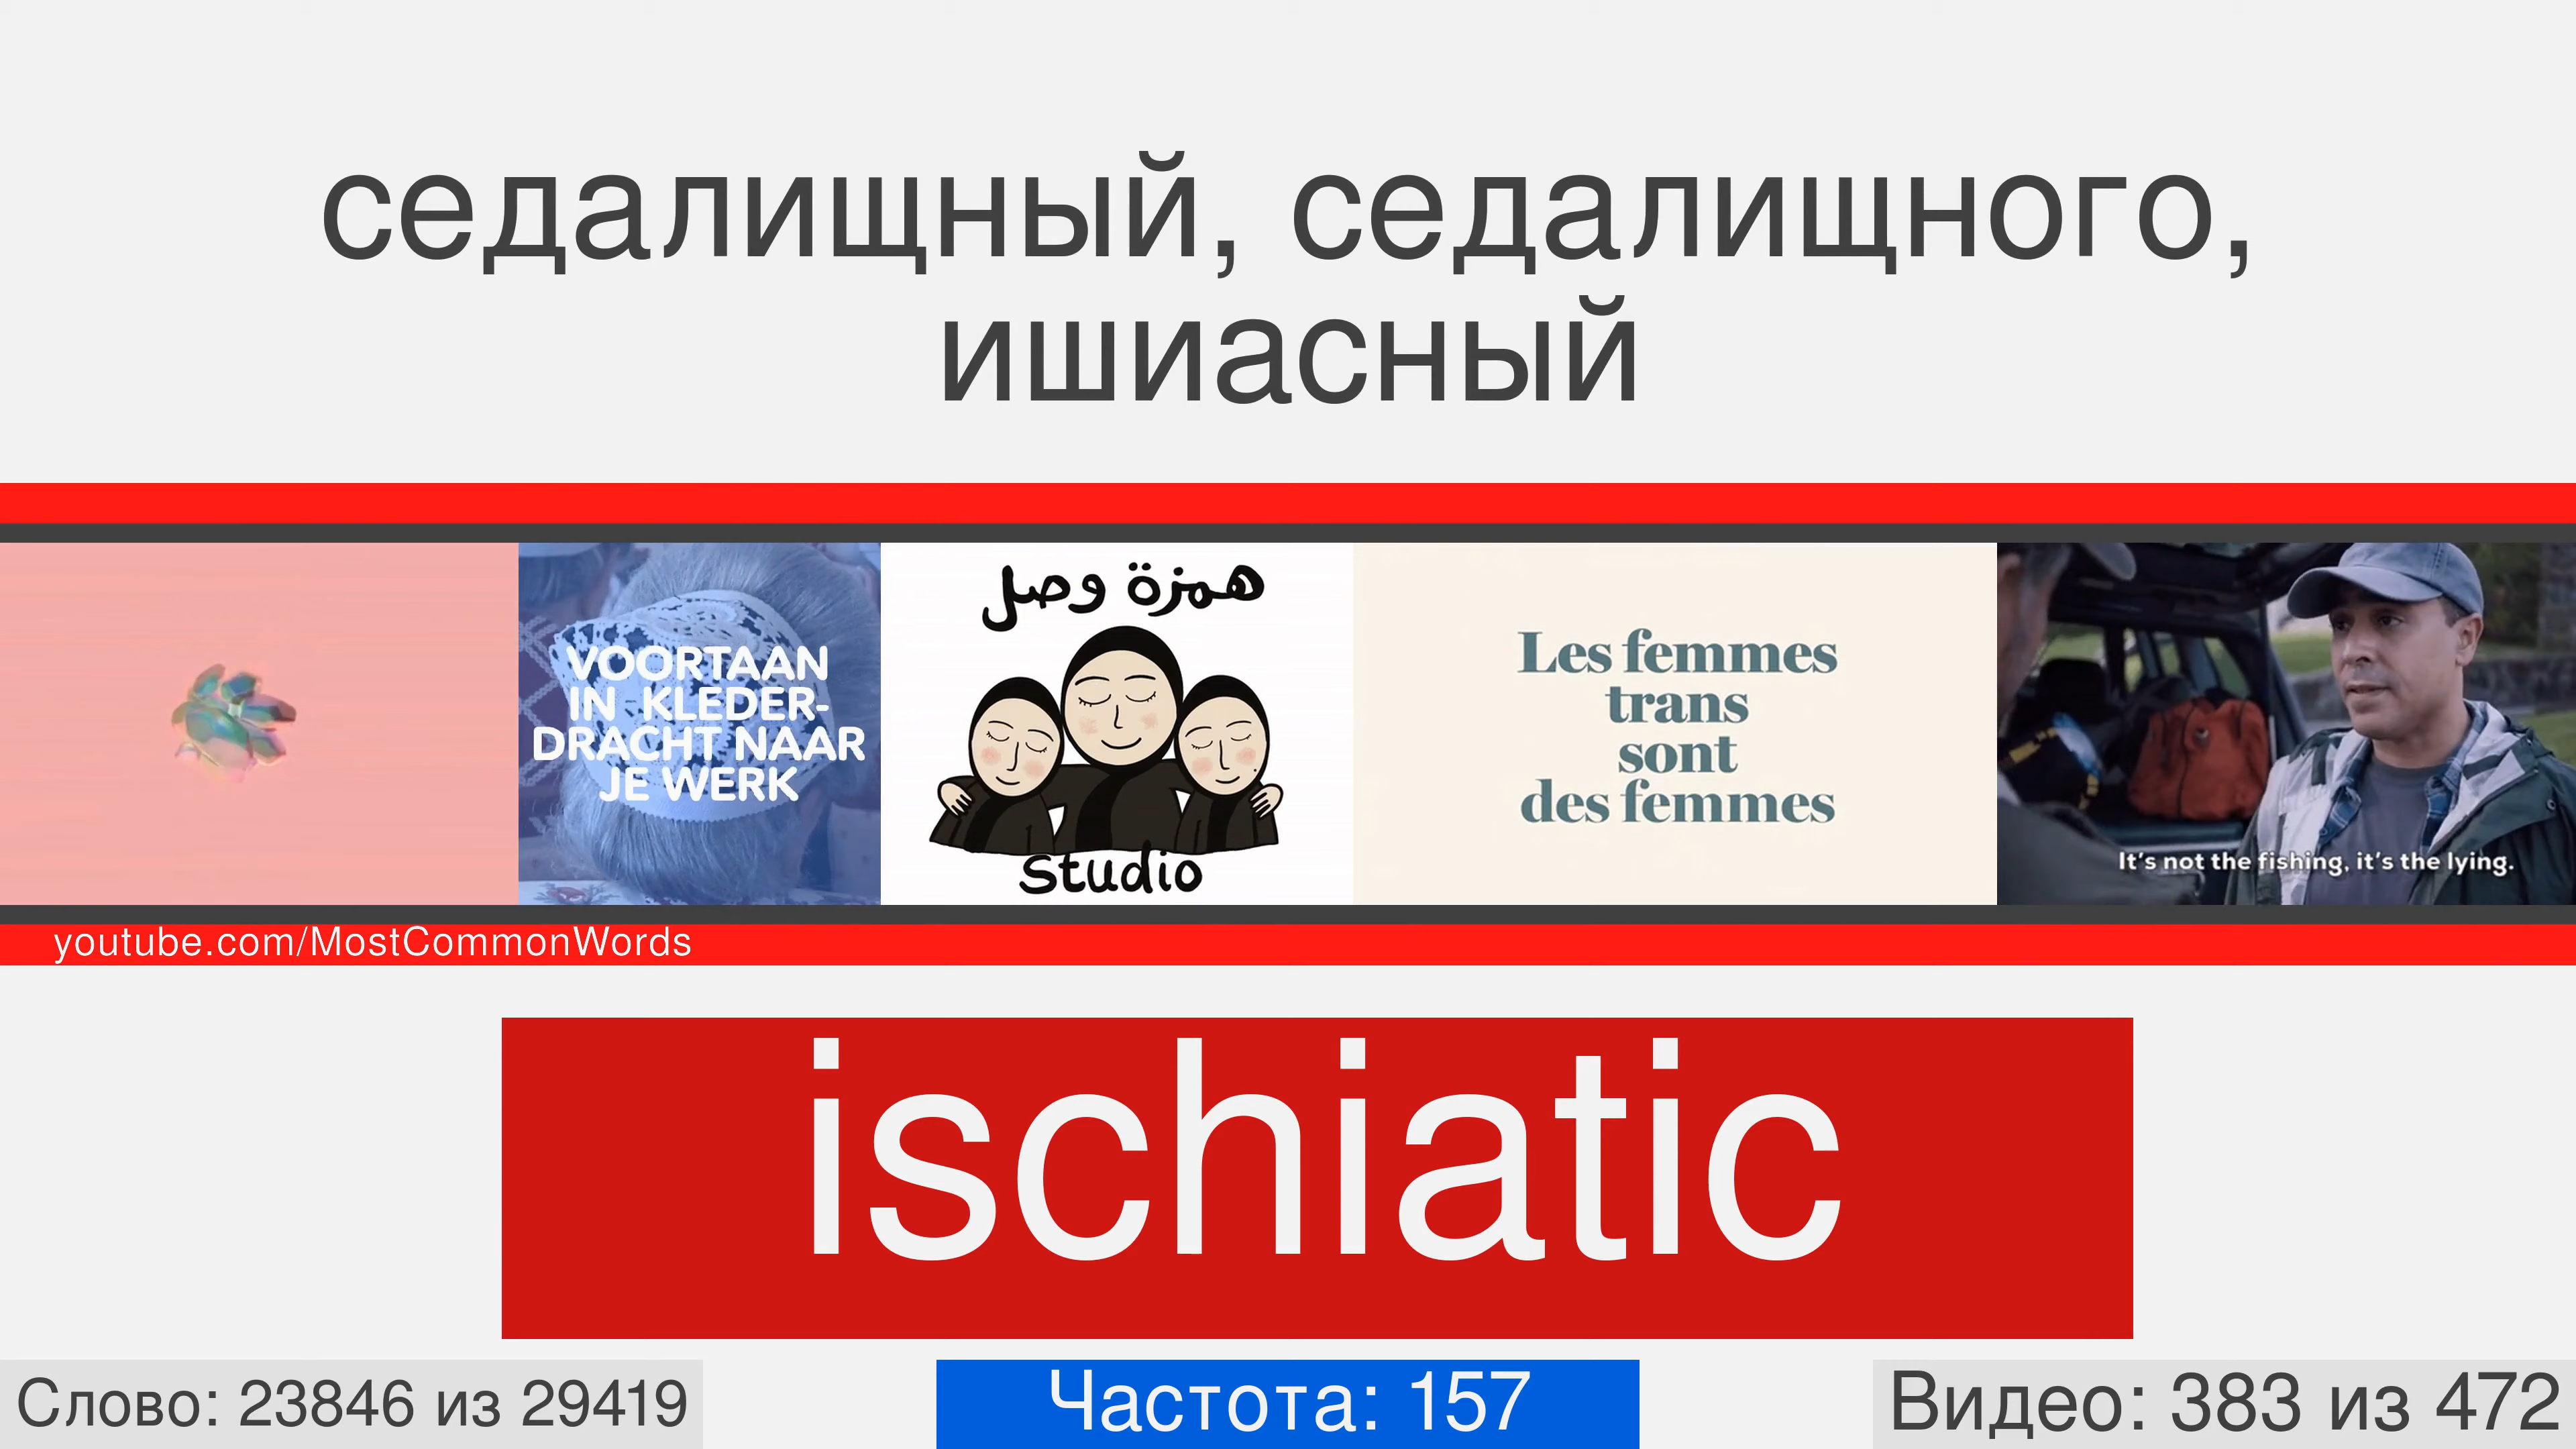 седалищный, седалищного,
ишиасный
VOORTAAN
IN KLEDER-
DRACHT NAAR
JE WERK
همزة وصل
studio
Les femmes
trans
sont
des femmes
It's not the fishing, it's the lying.
youtube.com/MostCommonWords
ischiatic
Слово: 23846 из 29419
Частота: 157
Видео: 383 из 472